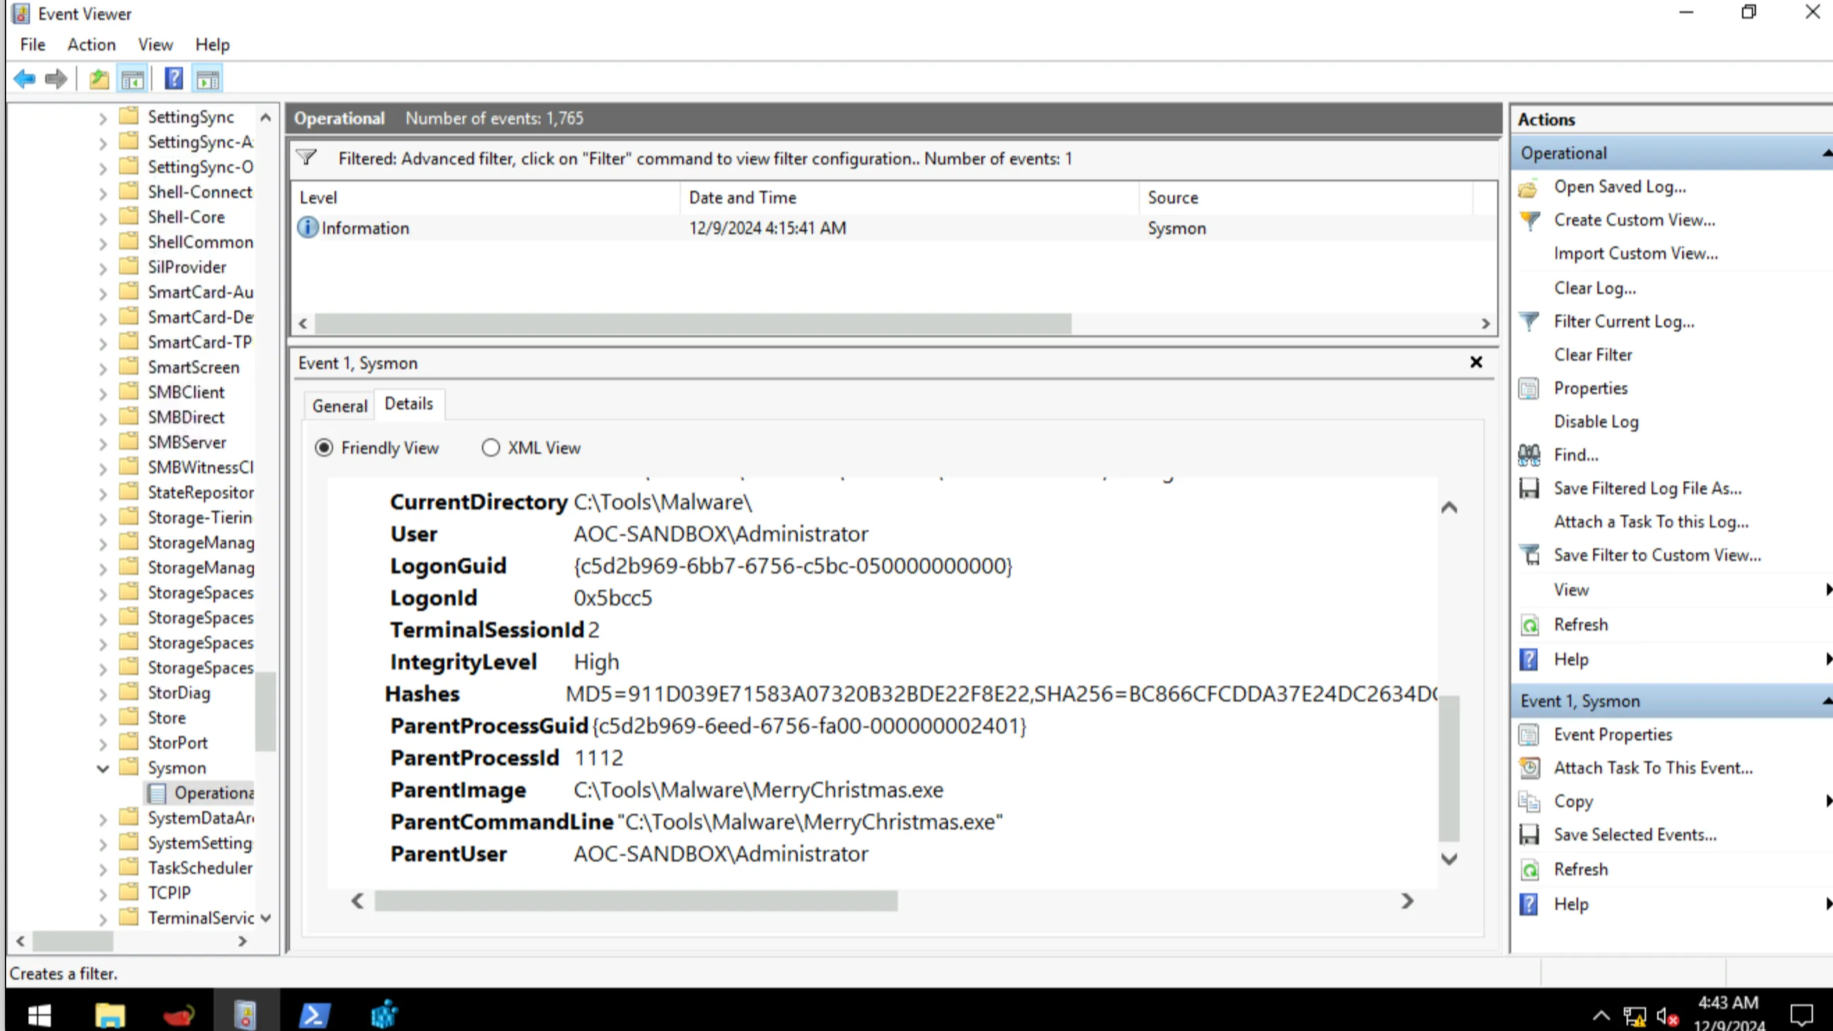 Event Viewer
File Action View Help
SettingSync
SettingSync-A
SettingSync-O
Shell-Connect
Shell-Core
ShellCommon
SilProvider
SmartCard-Au
SmartCard-De
SmartCard-TP
SmartScreen
SMBClient
SMBDirect
SMBServer
SMBWitnessCl
StateRepositor
Storage-Tierin
StorageManag
StorageManag
StorageSpaces
StorageSpaces
StorageSpaces
StorageSpaces
StorDiag
Store
StorPort
Sysmon
Operationa
SystemDataAr
SystemSetting
TaskScheduler
TCPIP
TerminalServic
Operational Number of events: 1,765
Filtered: Advanced filter, click on "Filter" command to view filter configuration.. Number of events: 1
Level Date and Time Source
Information 12/9/2024 4:15:41 AM Sysmon
Event 1, Sysmon
General Details
Friendly View XML View
CurrentDirectory C:\Tools\Malware\
User AOC-SANDBOX\Administrator
LogonGuid {c5d2b969-6bb7-6756-c5bc-050000000000}
LogonId 0x5bcc5
TerminalSessionId 2
IntegrityLevel High
Hashes MD5=911D039E71583A07320B32BDE22F8E22,SHA256=BC866CFCDDA37E24DC2634DC
ParentProcessGuid {c5d2b969-6eed-6756-fa00-000000002401}
ParentProcessId 1112
ParentImage C:\Tools\Malware\MerryChristmas.exe
ParentCommandLine "C:\Tools\Malware\MerryChristmas.exe"
ParentUser AOC-SANDBOX\Administrator
Actions
Operational
Open Saved Log...
Create Custom View...
Import Custom View...
Clear Log...
Filter Current Log...
Clear Filter
Properties
Disable Log
Find...
Save Filtered Log File As...
Attach a Task To this Log...
Save Filter to Custom View...
View
Refresh
Help
Event 1, Sysmon
Event Properties
Attach Task To This Event...
Copy
Save Selected Events...
Refresh
Help
Creates a filter.
4:43 AM
12/9/2024